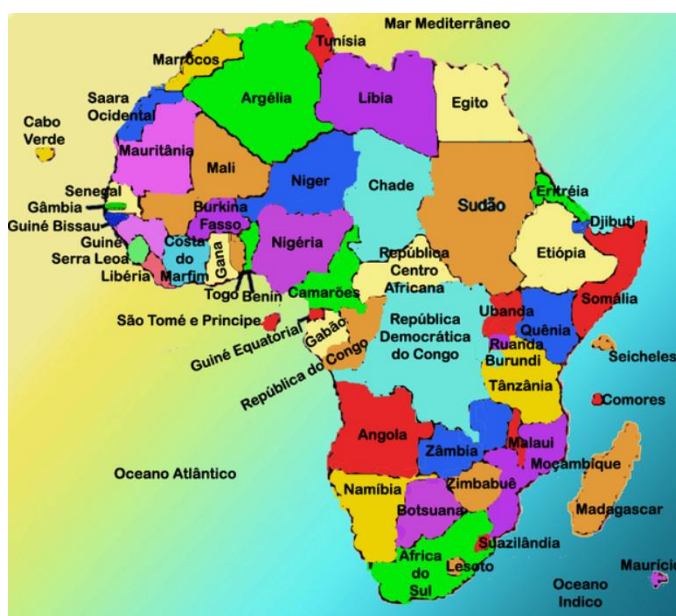 Mar Mediterrâneo
Tunísia
Marrocos
Argélia
Líbia
Egito
Saara
Ocidental
Cabo
Verde
Mauritânia
Mali
Niger
Chade
Sudão
Eritréia
Senegal
Gâmbia
Guiné Bissau
Burkina
Fasso
Djibuti
Guiné
Serra Leoa
Libéria
Costa
do
Marfim
Gana
Nigéria
Etiópia
República
Centro
Africana
Togo
Benin
Camarões
Somália
São Tomé e Principe
Guiné Equatorial
Gabão
República do Congo
República
Democrática
do Congo
Ubanda
Quênia
Ruanda
Burundi
Seicheles
Tânzânia
Comores
Angola
Zâmbia
Malaui
Moçambique
Oceano Atlântico
Namíbia
Zimbabuê
Botsuana
Madagascar
Africa
do
Sul
Suazilândia
Lesoto
Maurício
Oceano
Indico